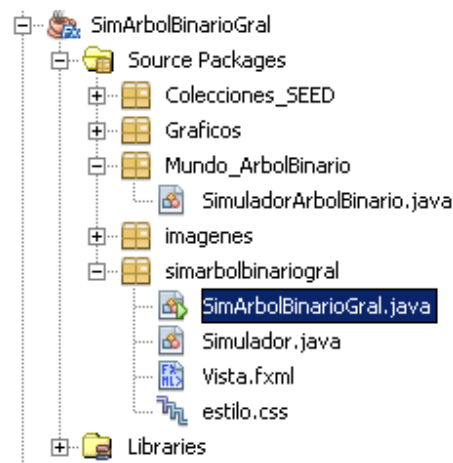 SimArbolBinarioGral
Source Packages
Colecciones_SEED
Graficos
Mundo_ArbolBinario
SimuladorArbolBinario.java
imagenes
simarbolbinariogral
SimArbolBinarioGral.java
Simulador.java
Vista.fxml
estilo.css
Libraries